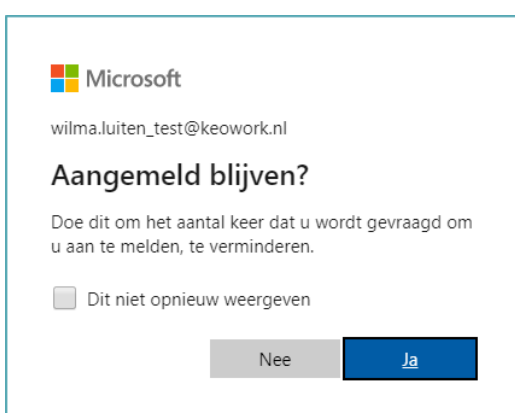 Microsoft
wilma.luiten_test@keowork.nl
Aangemeld blijven?
Doe dit om het aantal keer dat u wordt gevraagd om
u aan te melden, te verminderen.
Dit niet opnieuw weergeven
Nee Ja